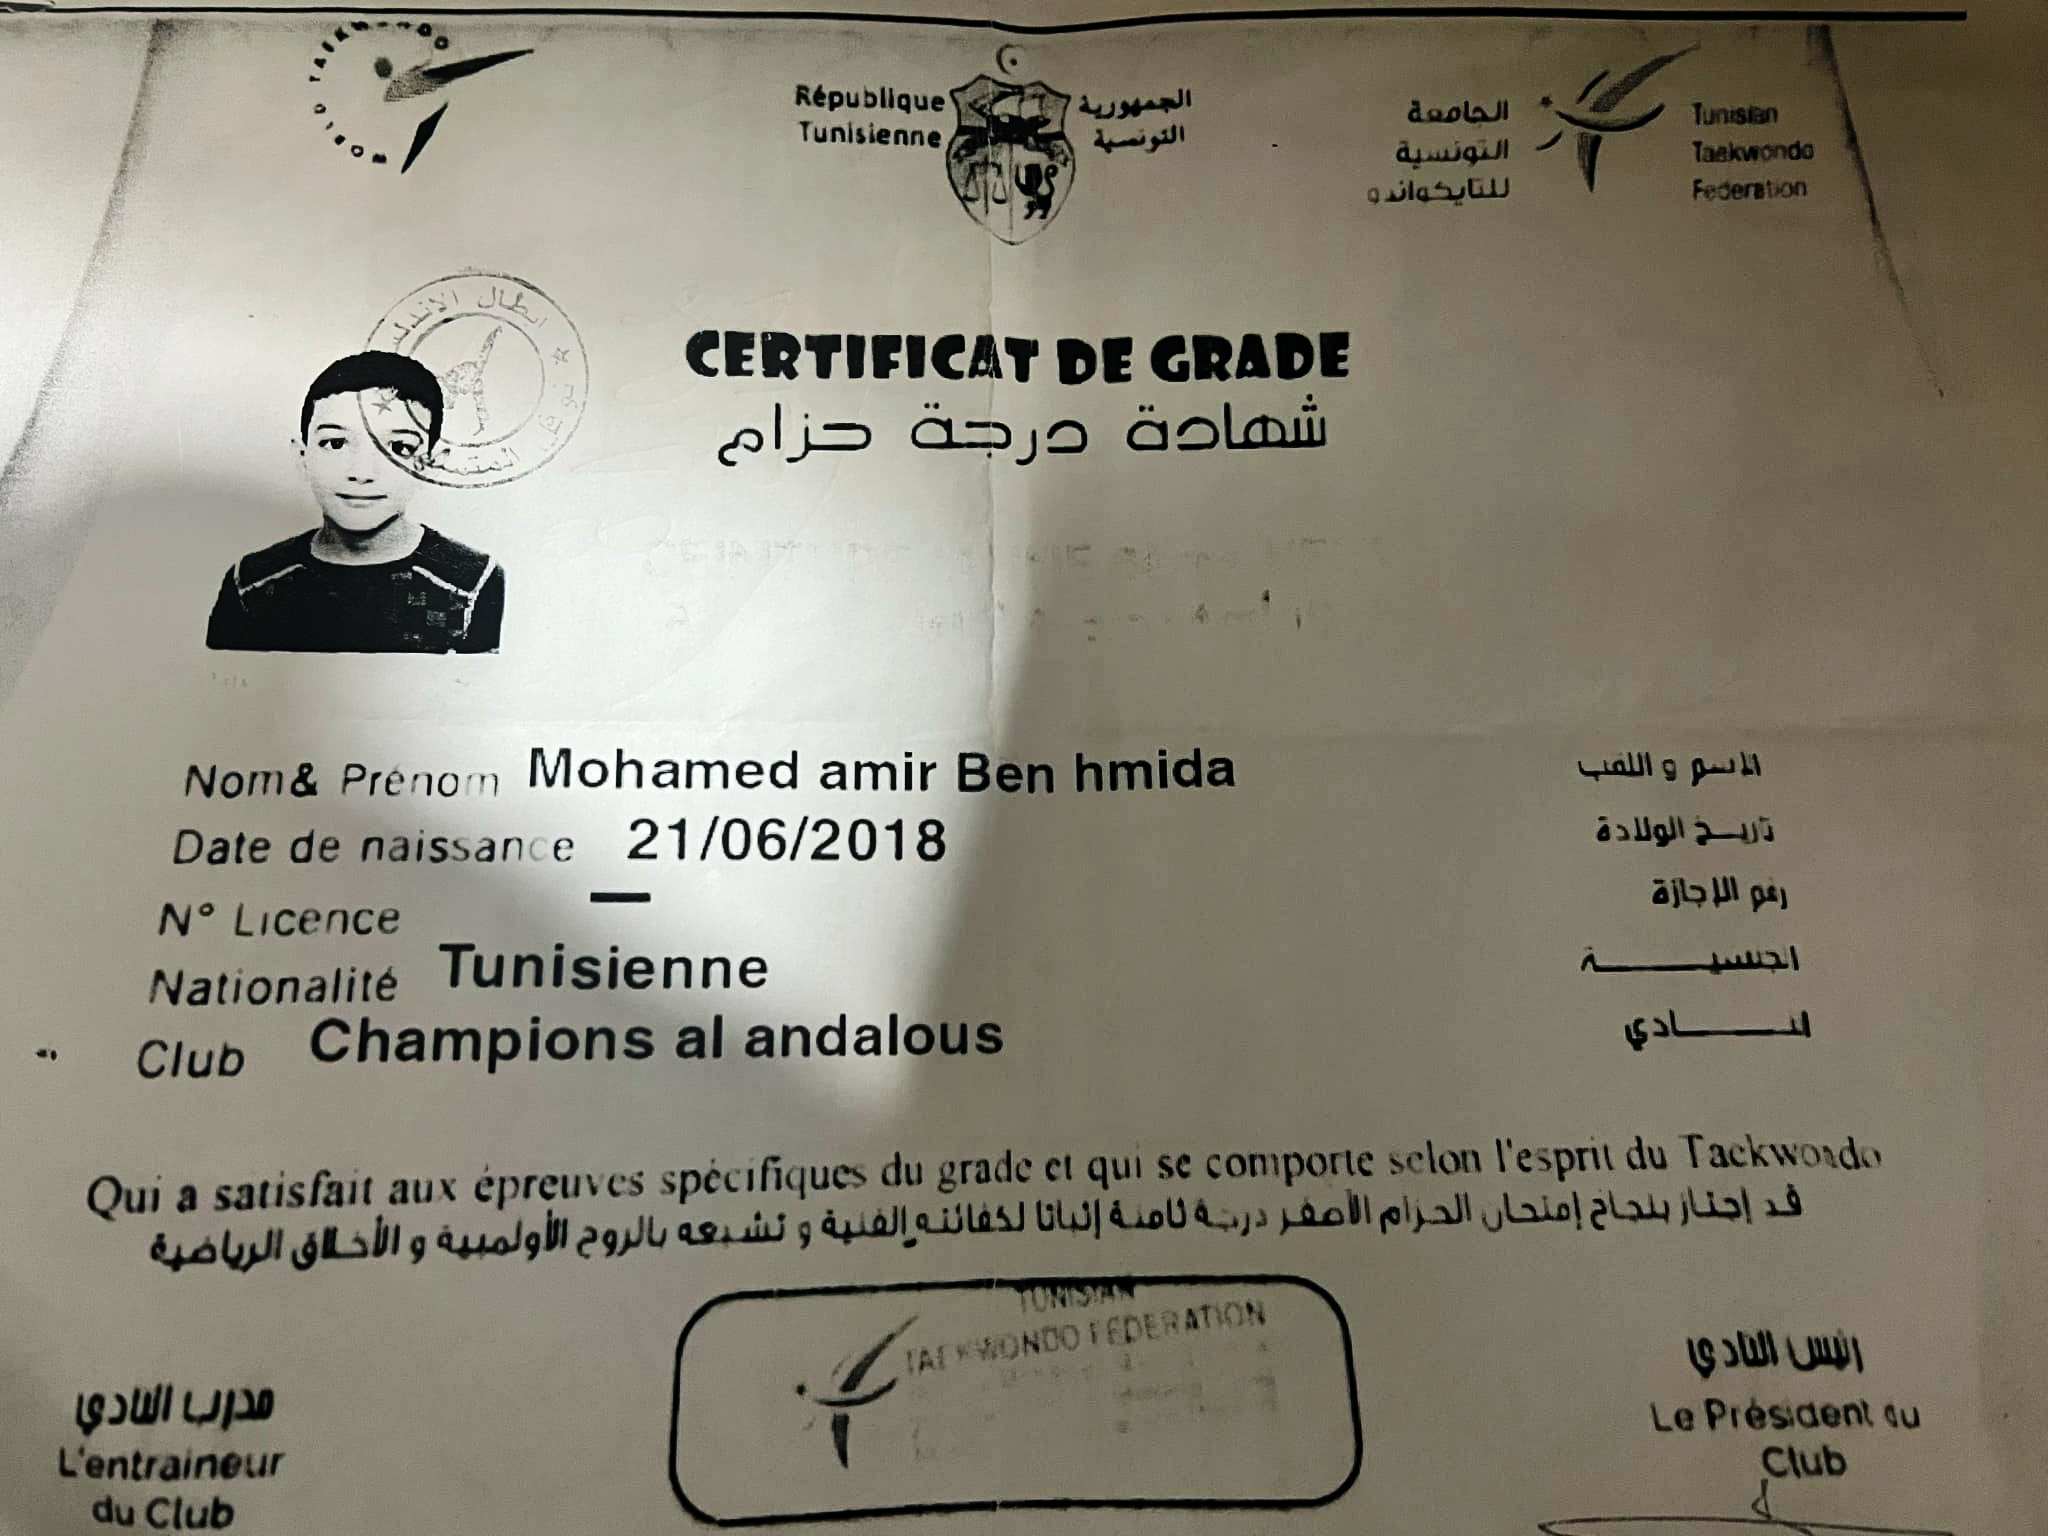 WORLD TAEKWONDO
République
Tunisienne
الجمهورية
التونسية
الجامعة
التونسية
للتايكواندو
Tunisian
Taekwondo
Federation
ابطال الاندلس
CERTIFICAT DE GRADE
شهادة درجة حزام
Nom& Prénom Mohamed amir Ben hmida الاسم و اللقب
Date de naissance 21/06/2018 تاريخ الولادة
N° Licence — رقم الإجازة
Nationalité Tunisienne الجنسية
Club Champions al andalous النادي
Qui a satisfait aux épreuves spécifiques du grade et qui se comporte selon l'esprit du Taekwondo
قد إجتاز بنجاح إمتحان الحزام الأصفر درجة ثامنة إثباتا لكفائته الفنية و تشبعه بالروح الأولمبية و الأخلاق الرياضية
TUNISIAN
TAEKWONDO FEDERATION
مدرب النادي
L'entraineur
du Club
رئيس النادي
Le Président du
Club